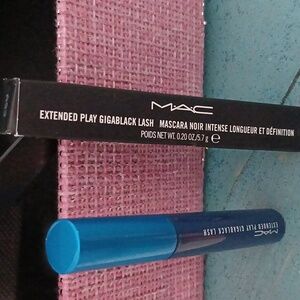 MAC
EXTENDED PLAY GIGABLACK LASH MASCARA NOIR INTENSE LONGUEUR ET DÉFINITION
POIDS NET WT. 0.20 OZ/5.7 g e
MAC
EXTENDED PLAY GIGABLACK LASH